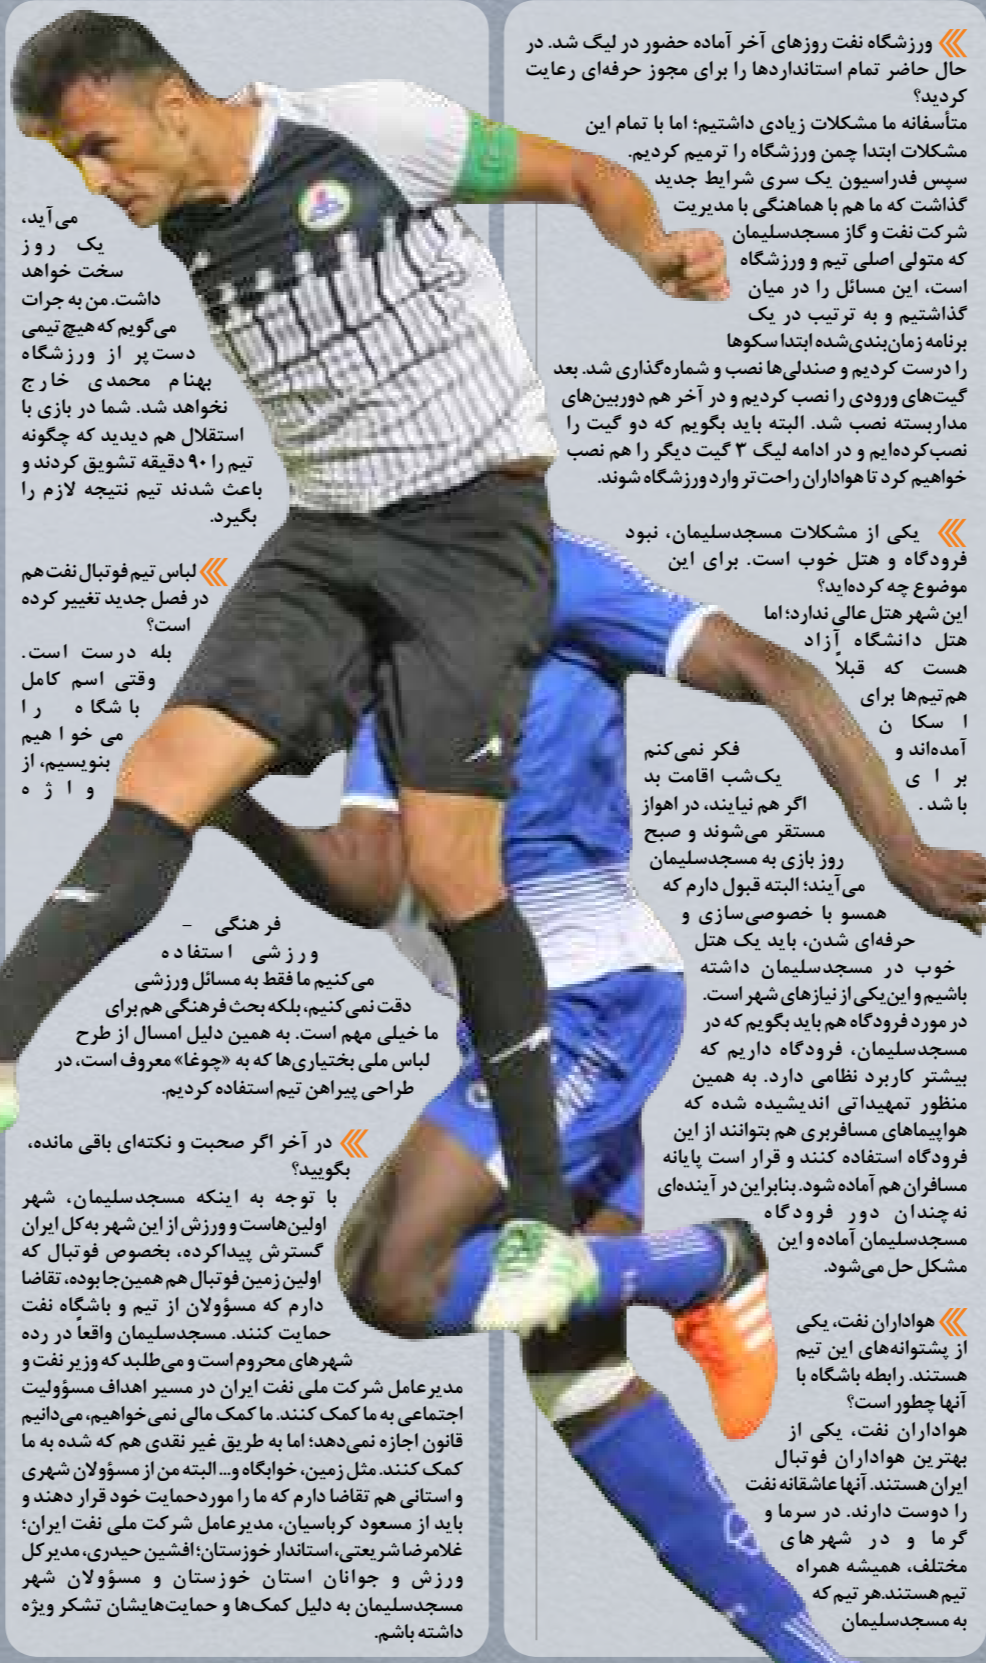 ورزشگاه نفت روزهای آخر آماده حضور در لیگ شد. در
حال حاضر تمام استانداردها را برای مجوز حرفه‌ای رعایت
کردید؟
متأسفانه ما مشکلات زیادی داشتیم؛ اما با تمام این
مشکلات ابتدا چمن ورزشگاه را ترمیم کردیم.
سپس فدراسیون یک سری شرایط جدید
گذاشت که ما هم با هماهنگی با مدیریت
شرکت نفت و گاز مسجدسلیمان
که متولی اصلی تیم و ورزشگاه
است، این مسائل را در میان
گذاشتیم و به ترتیب در یک
برنامه زمان‌بندی‌شده ابتدا سکوها
را درست کردیم و صندلی‌ها نصب و شماره‌گذاری شد. بعد
گیت‌های ورودی را نصب کردیم و در آخر هم دوربین‌های
مداربسته نصب شد. البته باید بگویم که دو گیت را
نصب‌کرده‌ایم و در ادامه لیگ ۳ گیت دیگر را هم نصب
خواهیم کرد تا هواداران راحت‌تر وارد ورزشگاه شوند.
یکی از مشکلات مسجدسلیمان، نبود
فرودگاه و هتل خوب است. برای این
موضوع چه کرده‌اید؟
این شهر هتل عالی ندارد؛ اما
هتل دانشگاه آزاد
هست که قبلاً
هم‌تیم‌ها برای
اسکان
آمده‌اند و
برای
باشد.
فکر نمی‌کنم
یک‌شب اقامت بد
اگر هم نیایند، در اهواز
مستقر می‌شوند و صبح
روز بازی به مسجدسلیمان
می‌آیند؛ البته قبول دارم که
همسو با خصوصی‌سازی و
حرفه‌ای شدن، باید یک هتل
خوب در مسجدسلیمان داشته
باشیم و این‌یکی از نیازهای شهر است.
در مورد فرودگاه هم باید بگویم که در
مسجدسلیمان، فرودگاه داریم که
بیشتر کاربرد نظامی دارد. به همین
منظور تمهیداتی اندیشیده شده که
هواپیماهای مسافربری هم بتوانند از این
فرودگاه استفاده کنند و قرار است پایانه
مسافران هم آماده شود. بنابراین در آینده‌ای
نه چندان دور فرودگاه
مسجدسلیمان آماده و این
مشکل حل می‌شود.
هواداران نفت، یکی
از پشتوانه‌های این تیم
هستند. رابطه باشگاه با
آنها چطور است؟
هواداران نفت، یکی از
بهترین هواداران فوتبال
ایران هستند. آنها عاشقانه نفت
را دوست دارند. در سرما و
گرما و در شهرهای
مختلف، همیشه همراه
تیم هستند.هر تیم که
به مسجدسلیمان
می‌آید،
یک روز
سخت خواهد
داشت. من به جرات
می‌گویم که هیچ تیمی
دست‌پر از ورزشگاه
بهنام محمدی خارج
نخواهد شد. شما در بازی با
استقلال هم دیدید که چگونه
تیم را ۹۰ دقیقه تشویق کردند و
باعث شدند تیم نتیجه لازم را
بگیرد.
لباس تیم فوتبال نفت هم
در فصل جدید تغییر کرده
است؟
بله درست است.
وقتی اسم کامل
باشگاه را
می‌خواهیم
بنویسیم، از
واژه
فرهنگی -
ورزشی استفاده
می‌کنیم ما فقط به مسائل ورزشی
دقت نمی‌کنیم، بلکه بحث فرهنگی هم برای
ما خیلی مهم است. به همین دلیل امسال از طرح
لباس ملی بختیاری‌ها که به «چوغا» معروف است، در
طراحی پیراهن تیم استفاده کردیم.
در آخر اگر صحبت و نکته‌ای باقی مانده،
بگویید؟
با توجه به اینکه مسجدسلیمان، شهر
اولین‌هاست و ورزش از این شهر به‌کل ایران
گسترش پیداکرده، بخصوص فوتبال که
اولین زمین فوتبال هم همین‌جا بوده، تقاضا
دارم که مسؤولان از تیم و باشگاه نفت
حمایت کنند. مسجدسلیمان واقعاً در رده
شهرهای محروم است و می‌طلبد که وزیر نفت و
مدیرعامل شرکت ملی نفت ایران در مسیر اهداف مسؤولیت
اجتماعی به ما کمک کنند. ما کمک مالی نمی‌خواهیم، می‌دانیم
قانون اجازه نمی‌دهد؛ اما به طریق غیر نقدی هم که شده به ما
کمک کنند. مثل زمین، خوابگاه و... البته من از مسؤولان شهری
و استانی هم تقاضا دارم که ما را موردحمایت خود قرار دهند و
باید از مسعود کرباسیان، مدیرعامل شرکت ملی نفت ایران؛
غلامرضا شریعتی، استاندار خوزستان؛ افشین حیدری، مدیرکل
ورزش و جوانان استان خوزستان و مسؤولان شهر
مسجدسلیمان به دلیل کمک‌ها و حمایت‌هایشان تشکر ویژه
داشته باشم.